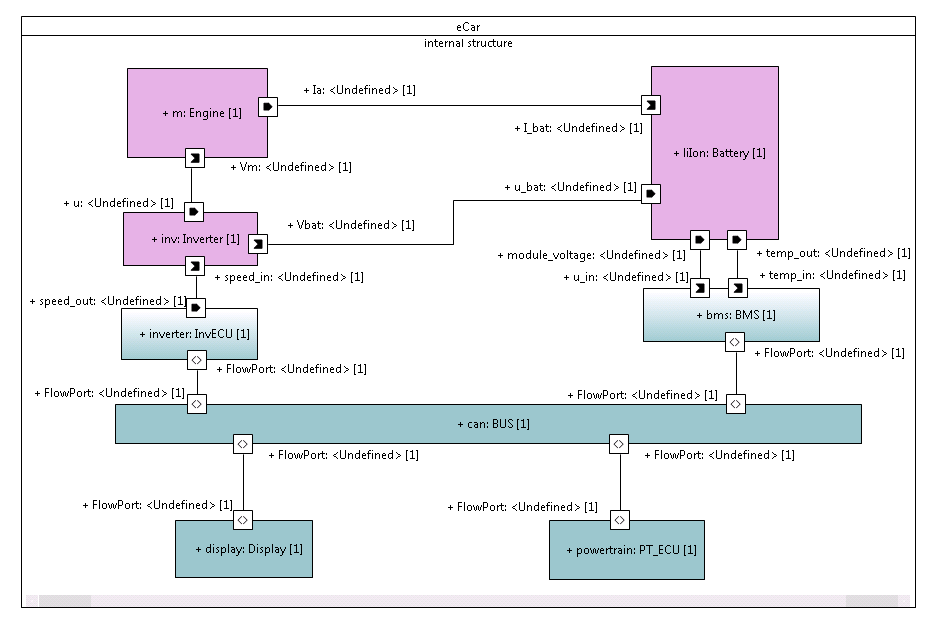 eCar
internal structure
+ Ia: <Undefined> [1]
+ m: Engine [1]
+ I_bat: <Undefined> [1]
+ liIon: Battery [1]
+ Vm: <Undefined> [1]
+ u_bat: <Undefined> [1]
+ u: <Undefined> [1]
+ Vbat: <Undefined> [1]
+ inv: Inverter [1]
+ module_voltage: <Undefined> [1]
+ temp_out: <Undefined> [1]
+ speed_in: <Undefined> [1]
+ u_in: <Undefined> [1]
+ temp_in: <Undefined> [1]
+ speed_out: <Undefined> [1]
+ bms: BMS [1]
+ inverter: InvECU [1]
+ FlowPort: <Undefined> [1]
+ FlowPort: <Undefined> [1]
+ FlowPort: <Undefined> [1]
+ FlowPort: <Undefined> [1]
+ can: BUS [1]
+ FlowPort: <Undefined> [1]
+ FlowPort: <Undefined> [1]
+ FlowPort: <Undefined> [1]
+ FlowPort: <Undefined> [1]
+ display: Display [1]
+ powertrain: PT_ECU [1]